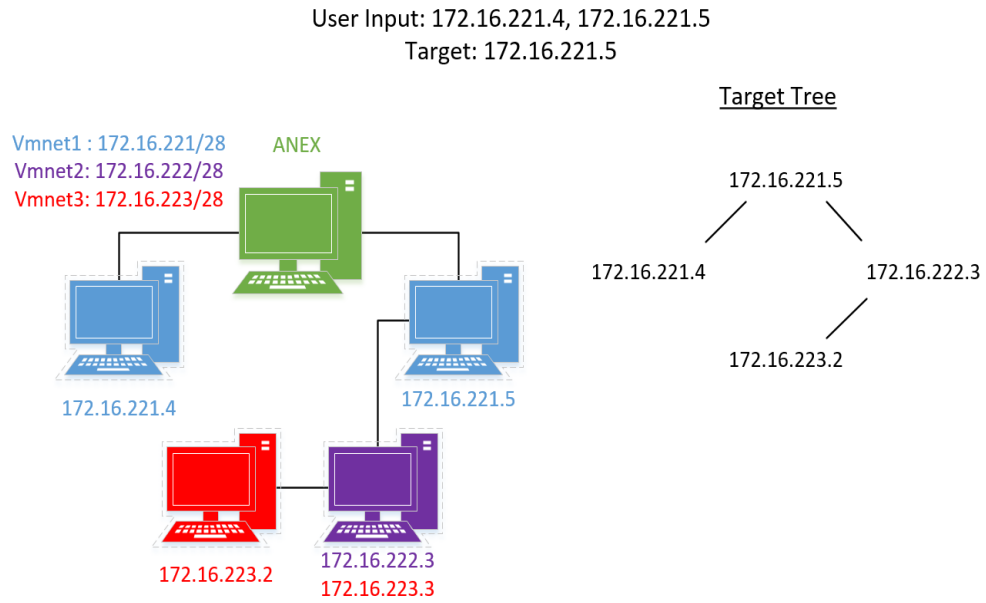 User Input: 172.16.221.4, 172.16.221.5
Target: 172.16.221.5
Target Tree
Vmnet1 : 172.16.221/28
Vmnet2: 172.16.222/28
Vmnet3: 172.16.223/28
ANEX
172.16.221.4
172.16.221.5
172.16.223.2
172.16.222.3
172.16.223.3
172.16.221.5
172.16.221.4
172.16.222.3
172.16.223.2